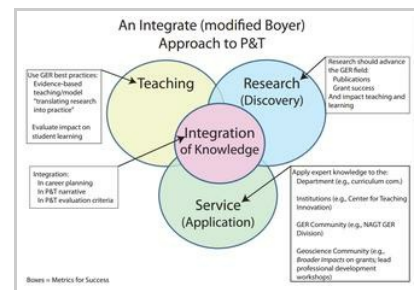 An Integrate (modified Boyer)
Approach to P&T
Use GER best practices:
Evidence-based
teaching/model
"translating research
into practice"
Evaluate impact on
student learning
Teaching
Research
(Discovery)
Research should advance
the GER field:
Publications
Grant success
And impact teaching and
learning
Integration
of Knowledge
Integration:
In career planning
In P&T narrative
In P&T evaluation criteria
Service
(Application)
Apply expert knowledge to the:
Department (e.g., curriculum com.)
Institutions (e.g., Center for Teaching
Innovation)
GER Community (e.g., NAGT GER
Division)
Geoscience Community (e.g.,
Broader Impacts on grants; lead
professional development
workshops)
Boxes = Metrics for Success